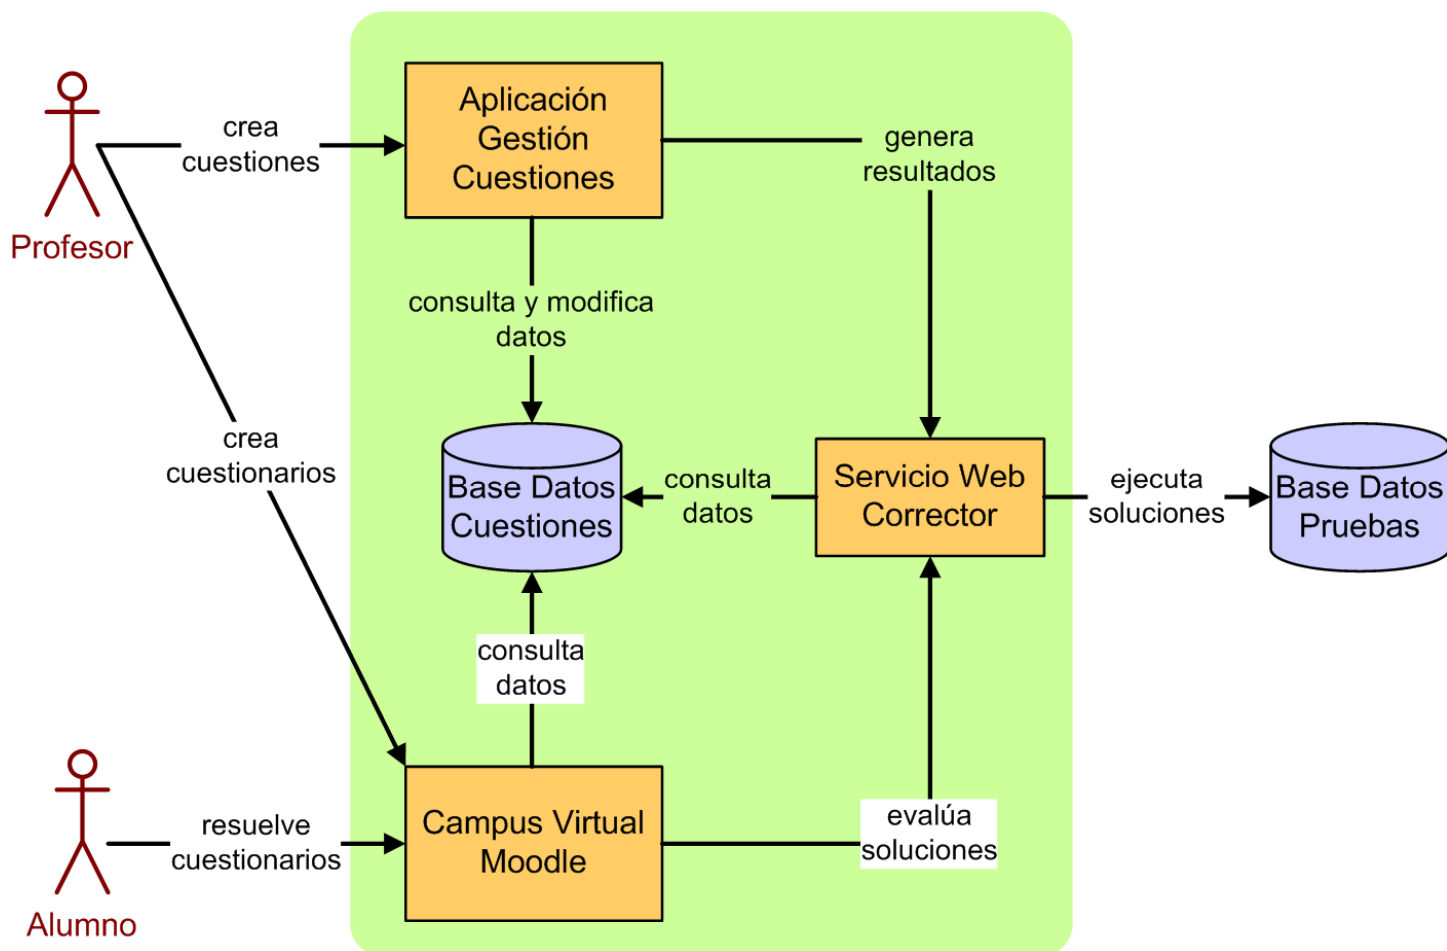 Aplicación
Gestión
Cuestiones
crea
cuestiones
genera
resultados
Profesor
consulta y modifica
datos
crea
cuestionarios
Base Datos
Cuestiones
consulta
datos
Servicio Web
Corrector
ejecuta
soluciones
Base Datos
Pruebas
consulta
datos
resuelve
cuestionarios
Campus Virtual
Moodle
evalúa
soluciones
Alumno